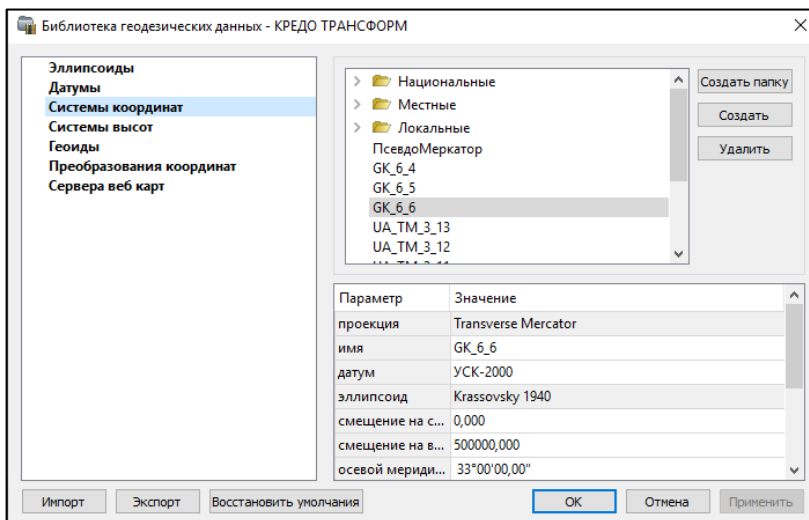 Библиотека геодезических данных - КРЕДО ТРАНСФОРМ
Эллипсоиды
Датумы
Системы координат
Системы высот
Геоиды
Преобразования координат
Сервера веб карт
Национальные
Местные
Локальные
ПсевдоМеркатор
GK_6_4
GK_6_5
GK_6_6
UA_TM_3_13
UA_TM_3_12
Создать папку
Создать
Удалить
Параметр Значение
проекция Transverse Mercator
имя GK_6_6
датум УСК-2000
эллипсоид Krassovsky 1940
смещение на с... 0,000
смещение на в... 500000,000
осевой мериди... 33°00'00,00"
Импорт Экспорт Восстановить умолчания OK Отмена Применить